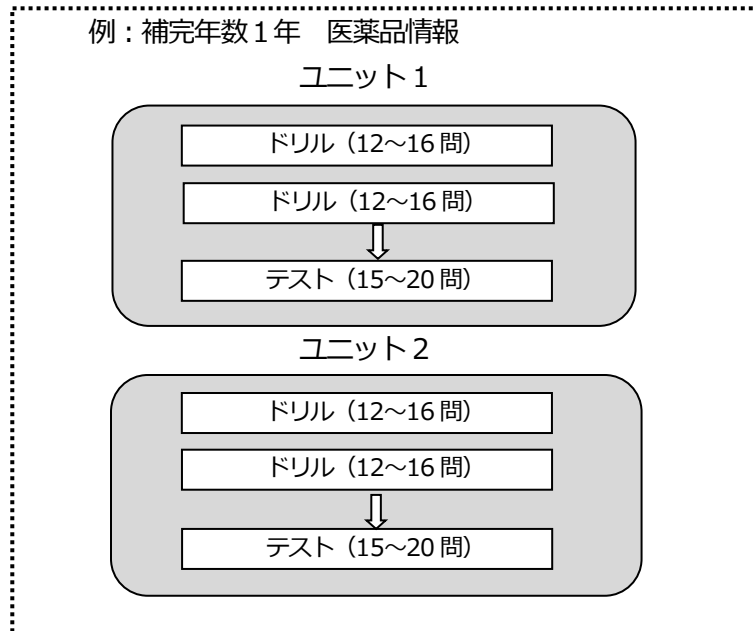 例：補完年数１年　医薬品情報
ユニット１
ドリル（12～16 問）
ドリル（12～16 問）
テスト（15～20 問）
ユニット２
ドリル（12～16 問）
ドリル（12～16 問）
テスト（15～20 問）